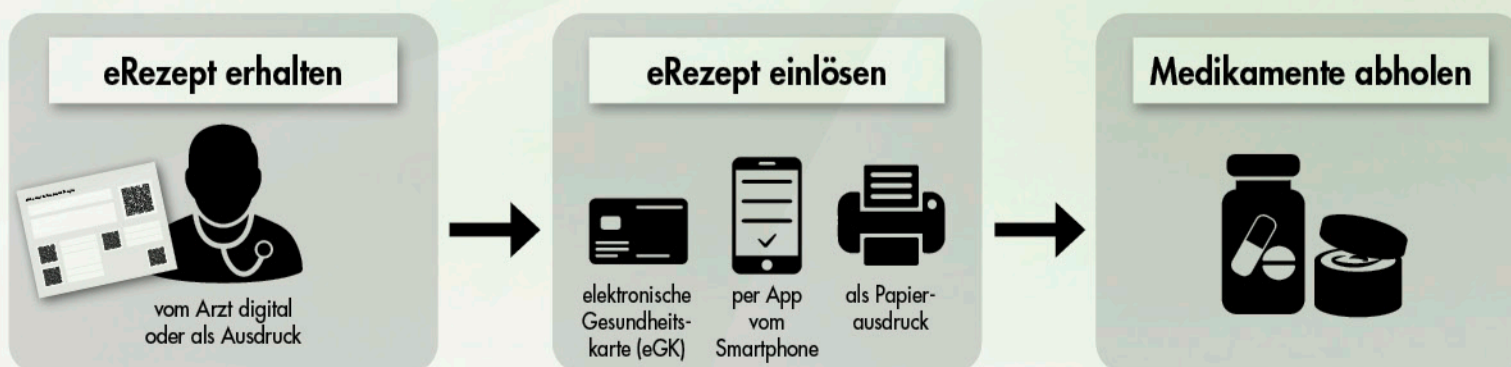 eRezept erhalten
vom Arzt digital
oder als Ausdruck
eRezept einlösen
elektronische
Gesundheits-
karte (eGK)
per App
vom
Smartphone
als Papier-
ausdruck
Medikamente abholen